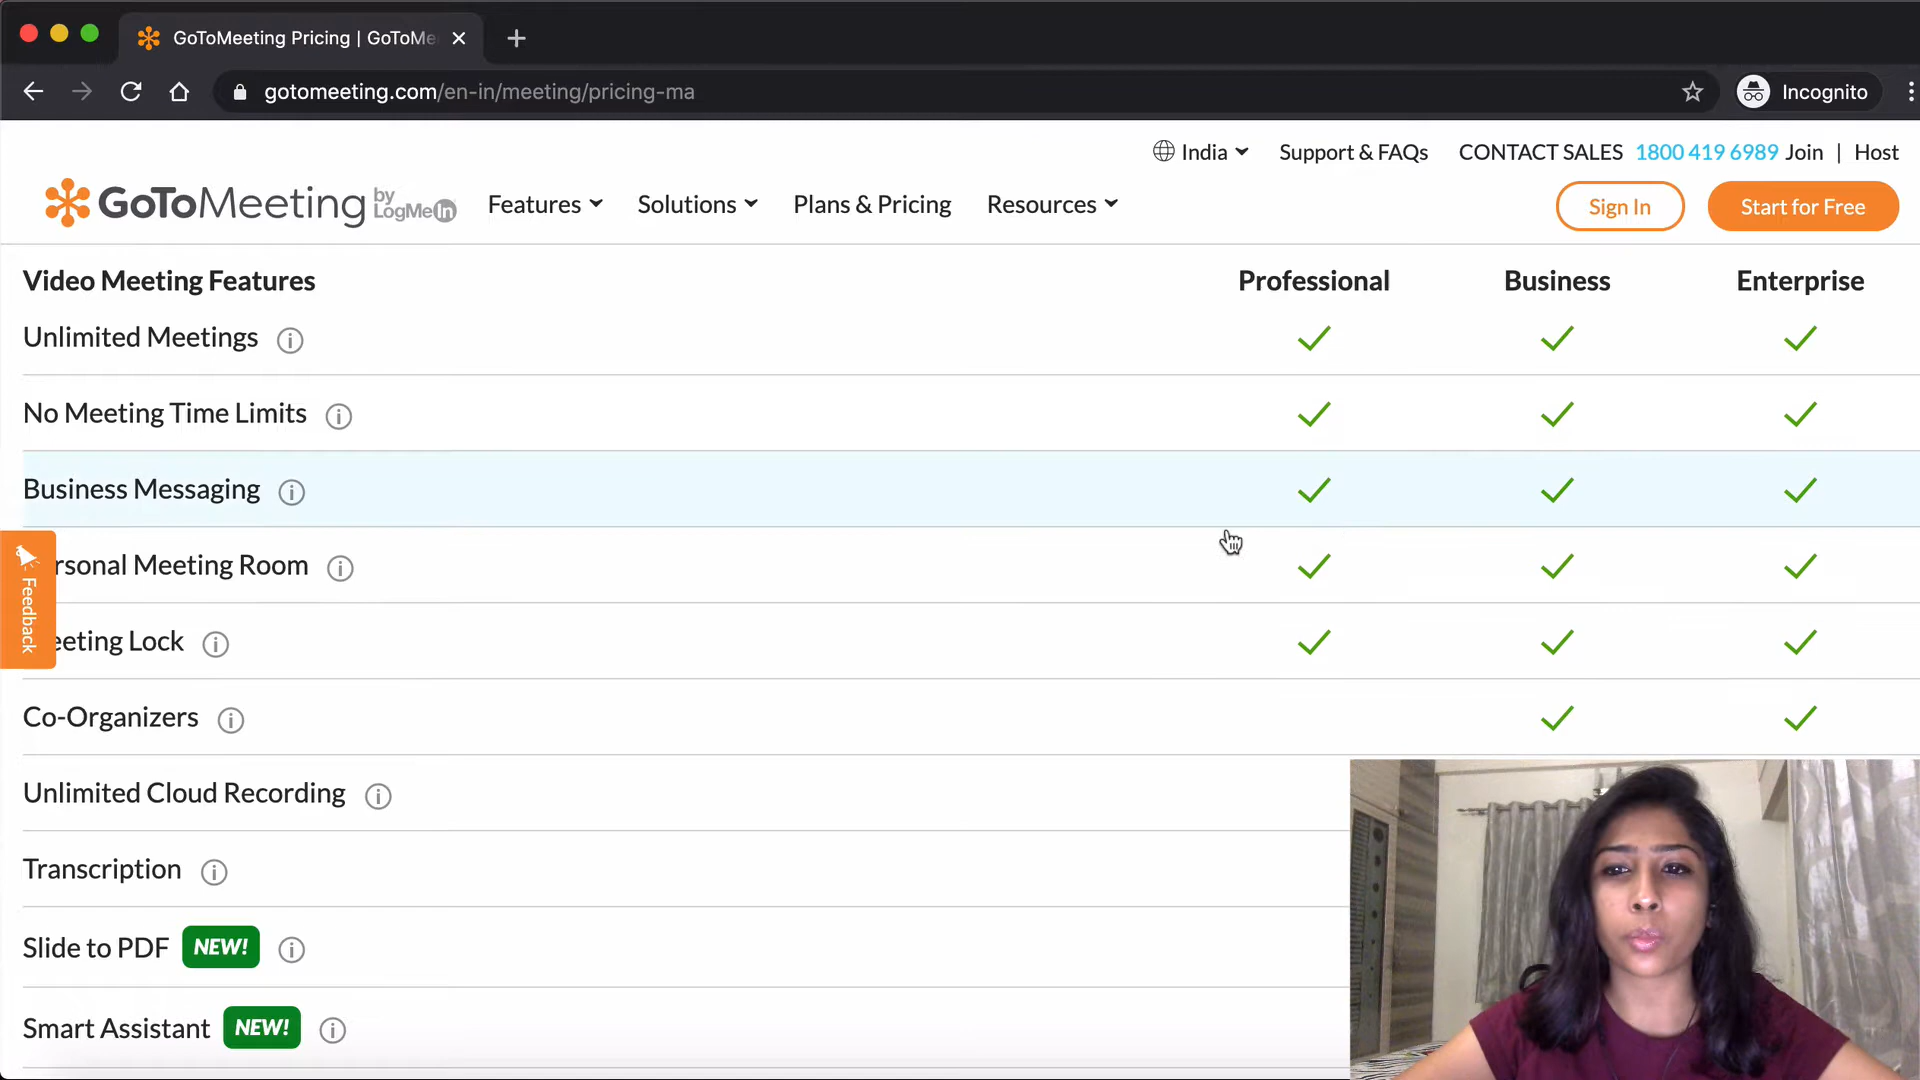 GoToMeeting Pricing | GoToMe
gotomeeting.com/en-in/meeting/pricing-ma
Incognito
India
Support & FAQs
CONTACT SALES 1800 419 6989 Join | Host
GoToMeeting by LogMeIn
Features
Solutions
Plans & Pricing
Resources
Sign In
Start for Free
Video Meeting Features
Professional
Business
Enterprise
Unlimited Meetings
No Meeting Time Limits
Business Messaging
rsonal Meeting Room
Feedback
eeting Lock
Co-Organizers
Unlimited Cloud Recording
Transcription
Slide to PDF NEW!
Smart Assistant NEW!